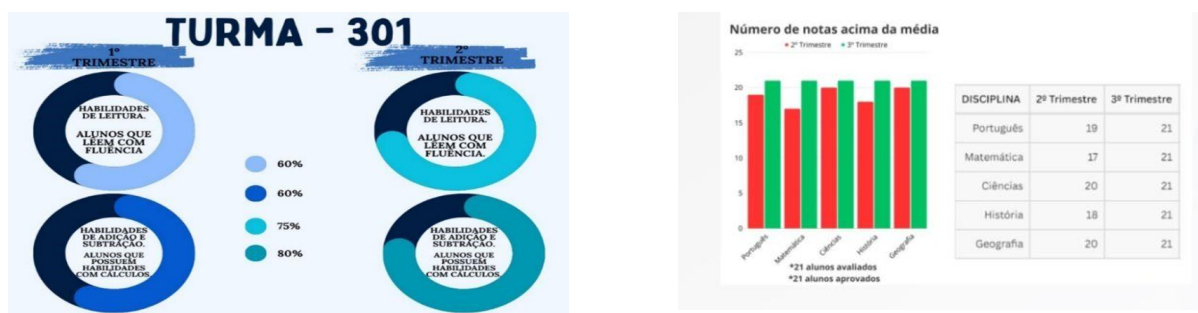 TURMA - 301
1º
TRIMESTRE
2º
TRIMESTRE
HABILIDADES
DE LEITURA.
ALUNOS QUE
LÊEM COM
FLUÊNCIA
HABILIDADES
DE LEITURA.
ALUNOS QUE
LÊEM COM
FLUÊNCIA.
60%
60%
75%
80%
HABILIDADES
DE ADIÇÃO E
SUBTRAÇÃO.
ALUNOS QUE
POSSUEM
HABILIDADES
COM CÁLCULOS.
HABILIDADES
DE ADIÇÃO E
SUBTRAÇÃO.
ALUNOS QUE
POSSUEM
HABILIDADES
COM CÁLCULOS.
Número de notas acima da média
2º Trimestre 3º Trimestre
25
20
15
10
5
0
Português Matemática Ciências História Geografia
*21 alunos avaliados
*21 alunos aprovados
DISCIPLINA 2º Trimestre 3º Trimestre
Português 19 21
Matemática 17 21
Ciências 20 21
História 18 21
Geografia 20 21